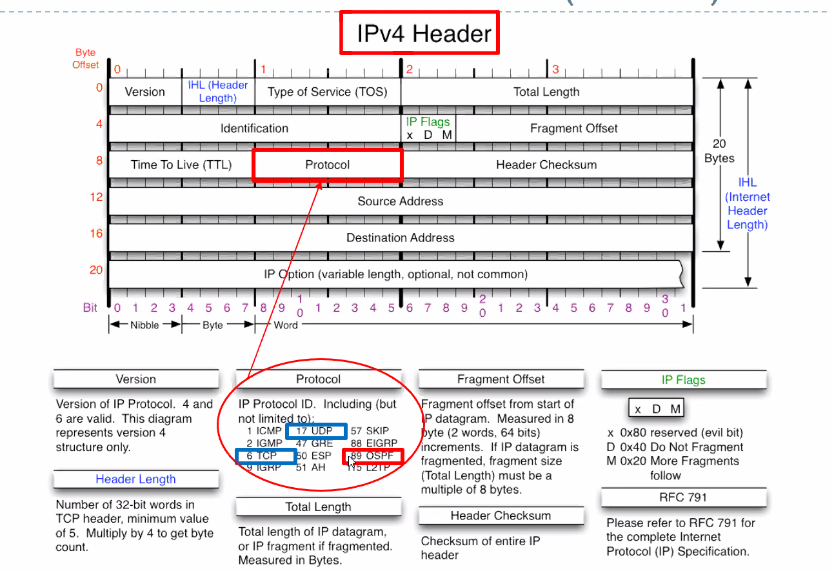 IPv4 Header
Byte
Offset
0 1 2 3
0 Version IHL (Header Length) Type of Service (TOS) Total Length
4 Identification IP Flags x D M Fragment Offset
8 Time To Live (TTL) Protocol Header Checksum
12 Source Address
16 Destination Address
20 IP Option (variable length, optional, not common)
20
Bytes
IHL
(Internet
Header
Length)
Bit 0 1 2 3 4 5 6 7 8 9 10 1 2 3 4 5 6 7 8 9 20 1 2 3 4 5 6 7 8 9 30 1
Nibble Byte Word
Version
Version of IP Protocol. 4 and
6 are valid. This diagram
represents version 4
structure only.
Header Length
Number of 32-bit words in
TCP header, minimum value
of 5. Multiply by 4 to get byte
count.
Protocol
IP Protocol ID. Including (but
not limited to):
1 ICMP 17 UDP 57 SKIP
2 IGMP 47 GRE 88 EIGRP
6 TCP 50 ESP 89 OSPF
9 IGRP 51 AH 115 L2TP
Total Length
Total length of IP datagram,
or IP fragment if fragmented.
Measured in Bytes.
Fragment Offset
Fragment offset from start of
IP datagram. Measured in 8
byte (2 words, 64 bits)
increments. If IP datagram is
fragmented, fragment size
(Total Length) must be a
multiple of 8 bytes.
Header Checksum
Checksum of entire IP
header
IP Flags
x D M
x 0x80 reserved (evil bit)
D 0x40 Do Not Fragment
M 0x20 More Fragments
follow
RFC 791
Please refer to RFC 791 for
the complete Internet
Protocol (IP) Specification.